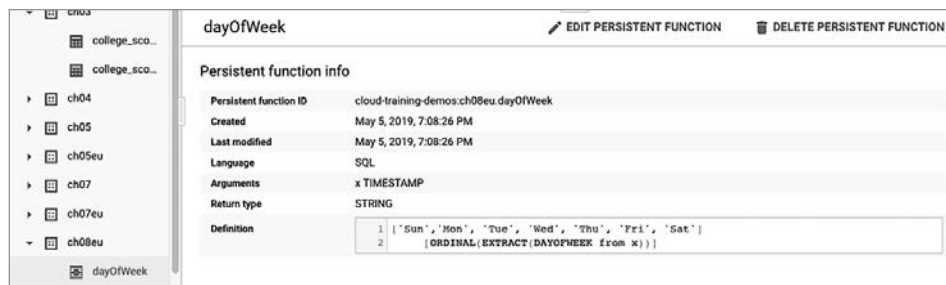 ch03
college_sco...
college_sco...
ch04
ch05
ch05eu
ch07
ch07eu
ch08eu
dayOfWeek
dayOfWeek
EDIT PERSISTENT FUNCTION
DELETE PERSISTENT FUNCTION
Persistent function info
Persistent function ID cloud-training-demos:ch08eu.dayOfWeek
Created May 5, 2019, 7:08:26 PM
Last modified May 5, 2019, 7:08:26 PM
Language SQL
Arguments x TIMESTAMP
Return type STRING
Definition
1 ['Sun','Mon', 'Tue', 'Wed', 'Thu', 'Fri', 'Sat']
2 [ORDINAL(EXTRACT(DAYOFWEEK from x))]